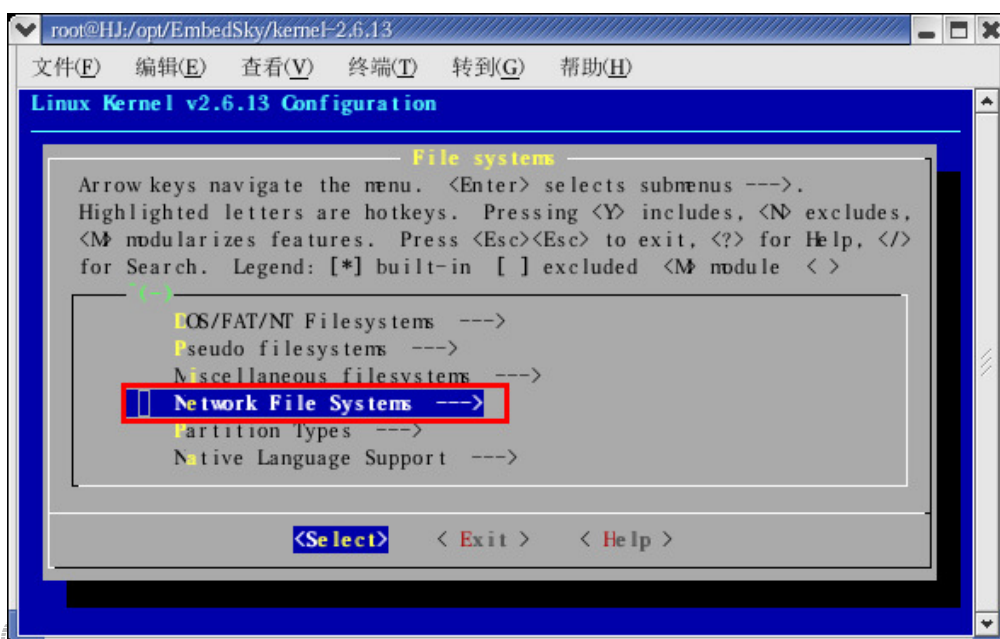 root@HJ:/opt/EmbedSky/kernel-2.6.13
文件(F) 编辑(E) 查看(V) 终端(T) 转到(G) 帮助(H)
Linux Kernel v2.6.13 Configuration
File systems
Arrow keys navigate the menu. <Enter> selects submenus --->.
Highlighted letters are hotkeys. Pressing <Y> includes, <N> excludes,
<M> modularizes features. Press <Esc><Esc> to exit, <?> for Help, </>
for Search. Legend: [*] built-in [ ] excluded <M> module < >
^(-)
DOS/FAT/NT Filesystems --->
Pseudo filesystems --->
Miscellaneous filesystems --->
Network File Systems --->
Partition Types --->
Native Language Support --->
<Select> < Exit > < Help >